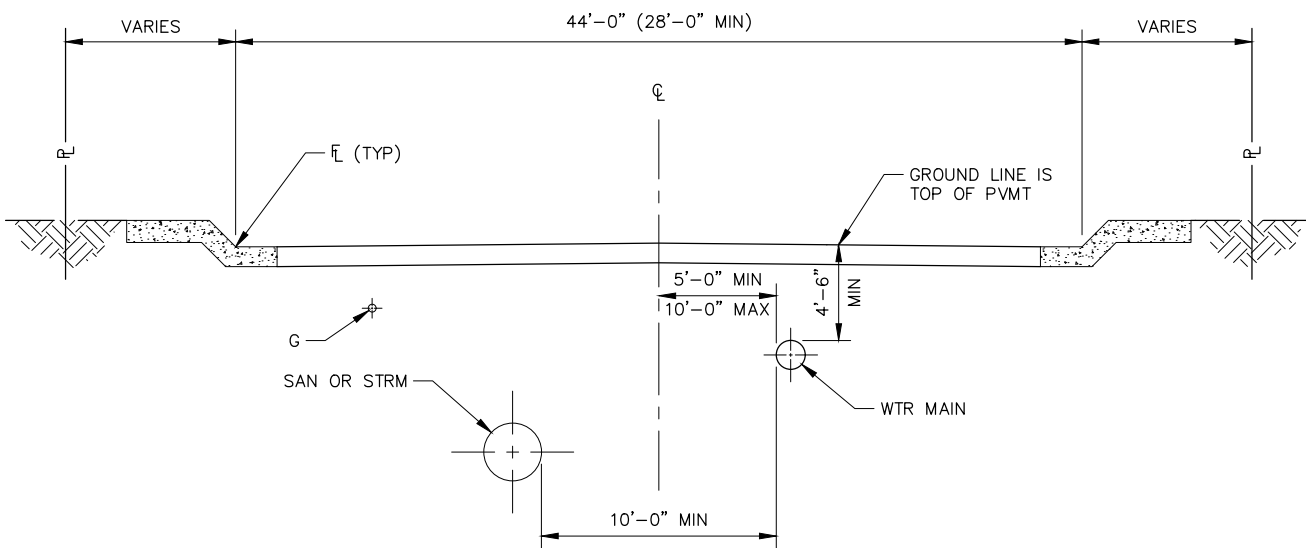 VARIES
44'-0" (28'-0" MIN)
VARIES
℄
PL
FL (TYP)
GROUND LINE IS
TOP OF PVMT
PL
5'-0" MIN
10'-0" MAX
4'-6"
MIN
G
SAN OR STRM
WTR MAIN
10'-0" MIN